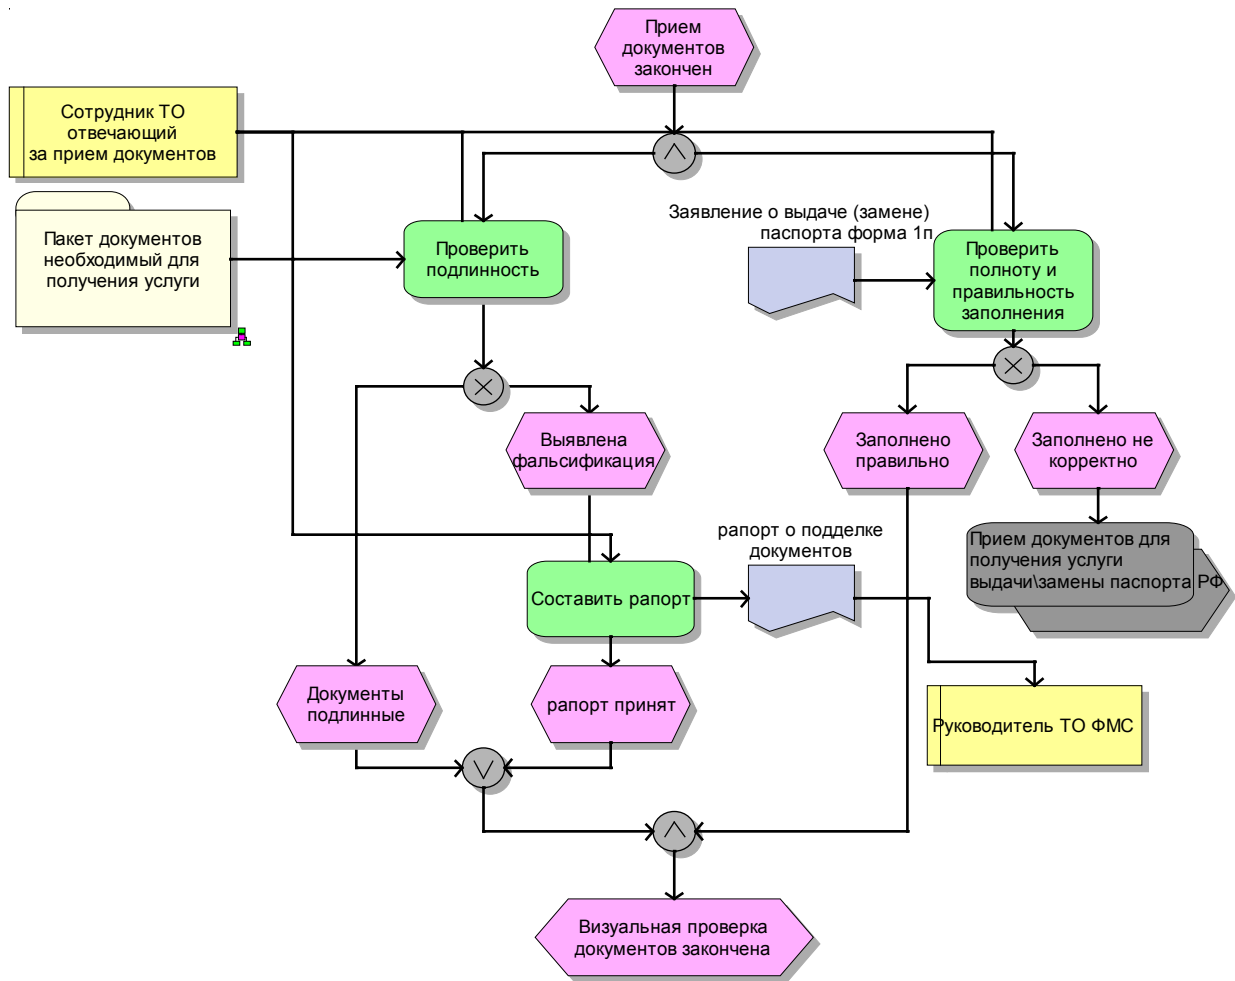 Прием
документов
закончен
Сотрудник ТО
отвечающий
за прием документов
Пакет документов
необходимый для
получения услуги
Проверить
подлинность
Заявление о выдаче (замене)
паспорта форма 1п
Проверить
полноту и
правильность
заполнения
Выявлена
фальсификация
Заполнено
правильно
Заполнено не
корректно
рапорт о подделке
документов
Прием документов для
получения услуги
выдачи\замены паспорта РФ
Составить рапорт
Документы
подлинные
рапорт принят
Руководитель ТО ФМС
Визуальная проверка
документов закончена